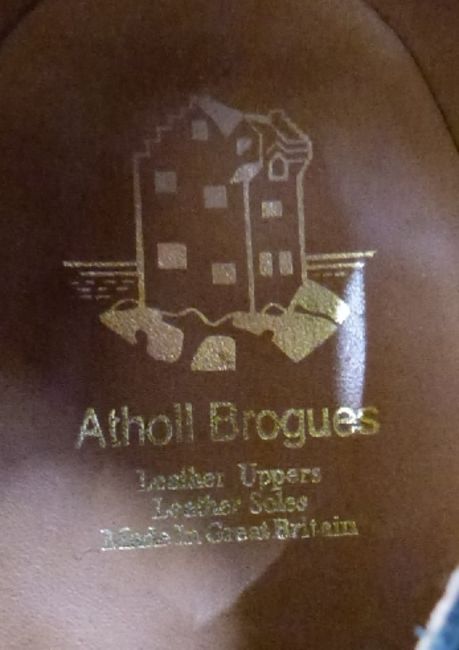 Atholl Brogues
Leather Uppers
Leather Soles
Made In Great Britain